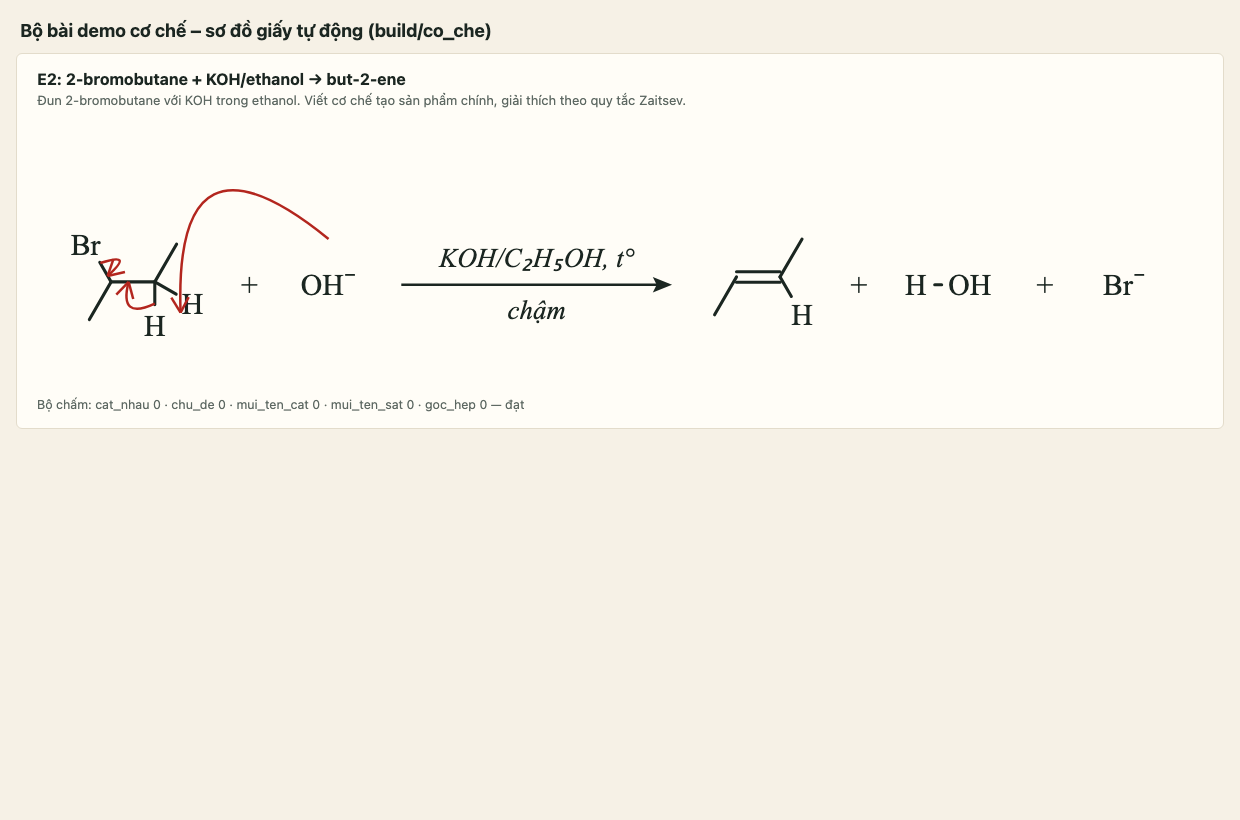 Bộ bài demo cơ chế – sơ đồ giấy tự động (build/co_che)
E2: 2-bromobutane + KOH/ethanol → but-2-ene
Đun 2-bromobutane với KOH trong ethanol. Viết cơ chế tạo sản phẩm chính, giải thích theo quy tắc Zaitsev.
Br
H
H
+
OH⁻
KOH/C₂H₅OH, t°
chậm
H
+
H-OH
+
Br⁻
Bộ chấm: cat_nhau 0 · chu_de 0 · mui_ten_cat 0 · mui_ten_sat 0 · goc_hep 0 — đạt